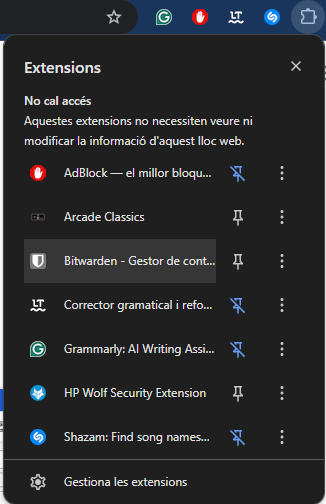 Extensions
No cal accés
Aquestes extensions no necessiten veure ni
modificar la informació d'aquest lloc web.
AdBlock — el millor bloqu...
Arcade Classics
Bitwarden - Gestor de cont...
Corrector gramatical i refo...
Grammarly: AI Writing Assi...
HP Wolf Security Extension
Shazam: Find song names...
Gestiona les extensions